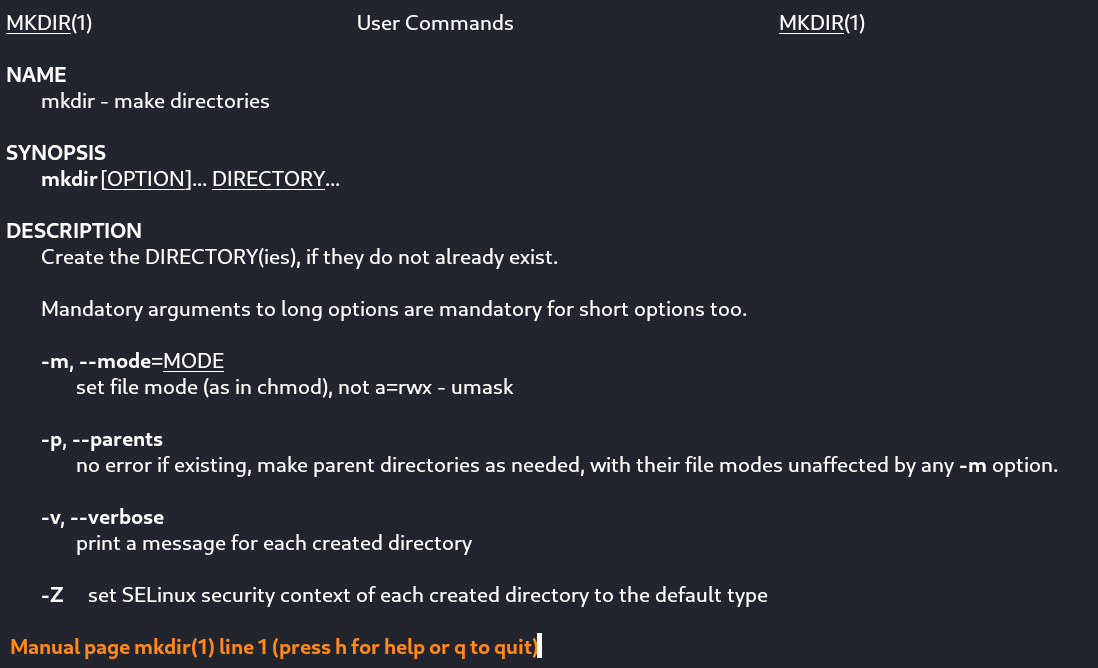 MKDIR(1) User Commands MKDIR(1)
NAME
mkdir - make directories
SYNOPSIS
mkdir [OPTION]... DIRECTORY...
DESCRIPTION
Create the DIRECTORY(ies), if they do not already exist.
Mandatory arguments to long options are mandatory for short options too.
-m, --mode=MODE
set file mode (as in chmod), not a=rwx - umask
-p, --parents
no error if existing, make parent directories as needed, with their file modes unaffected by any -m option.
-v, --verbose
print a message for each created directory
-Z set SELinux security context of each created directory to the default type
Manual page mkdir(1) line 1 (press h for help or q to quit)